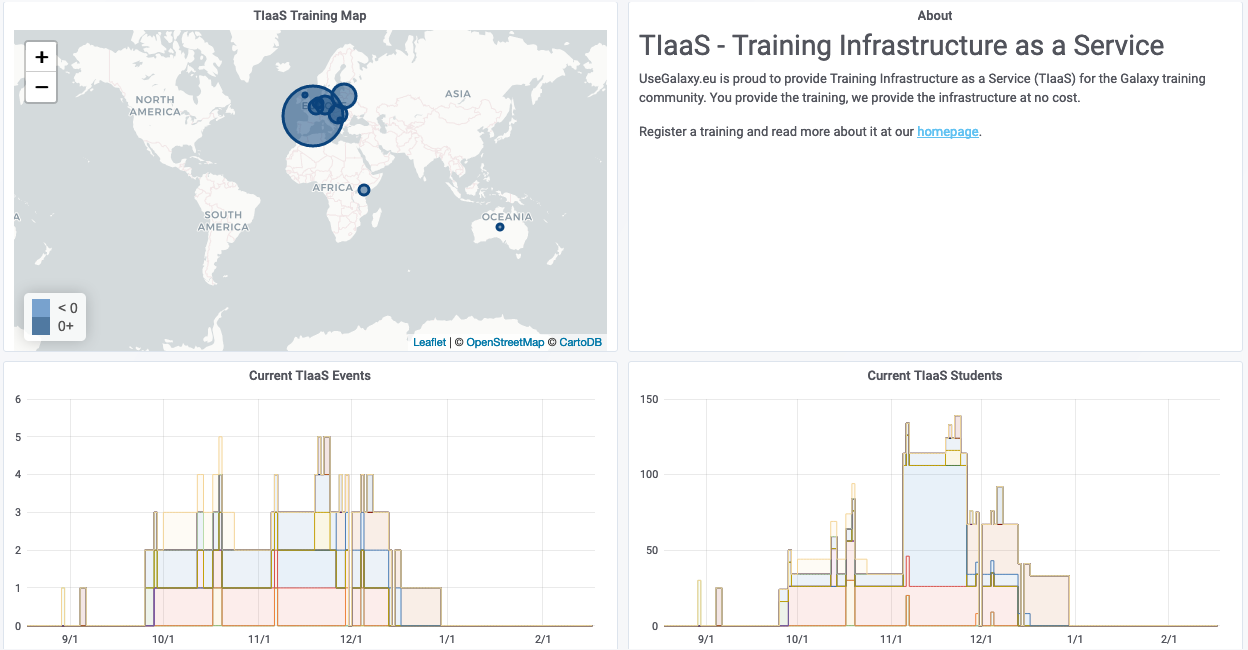 TIaaS Training Map
+
−
NORTH
AMERICA
ASIA
AFRICA
SOUTH
AMERICA
OCEANIA
A
< 0
0+
Leaflet | © OpenStreetMap © CartoDB
About
TIaaS - Training Infrastructure as a Service
UseGalaxy.eu is proud to provide Training Infrastructure as a Service (TIaaS) for the Galaxy training
community. You provide the training, we provide the infrastructure at no cost.
Register a training and read more about it at our homepage.
Current TIaaS Events
6
5
4
3
2
1
0
9/1 10/1 11/1 12/1 1/1 2/1
Current TIaaS Students
150
100
50
0
9/1 10/1 11/1 12/1 1/1 2/1